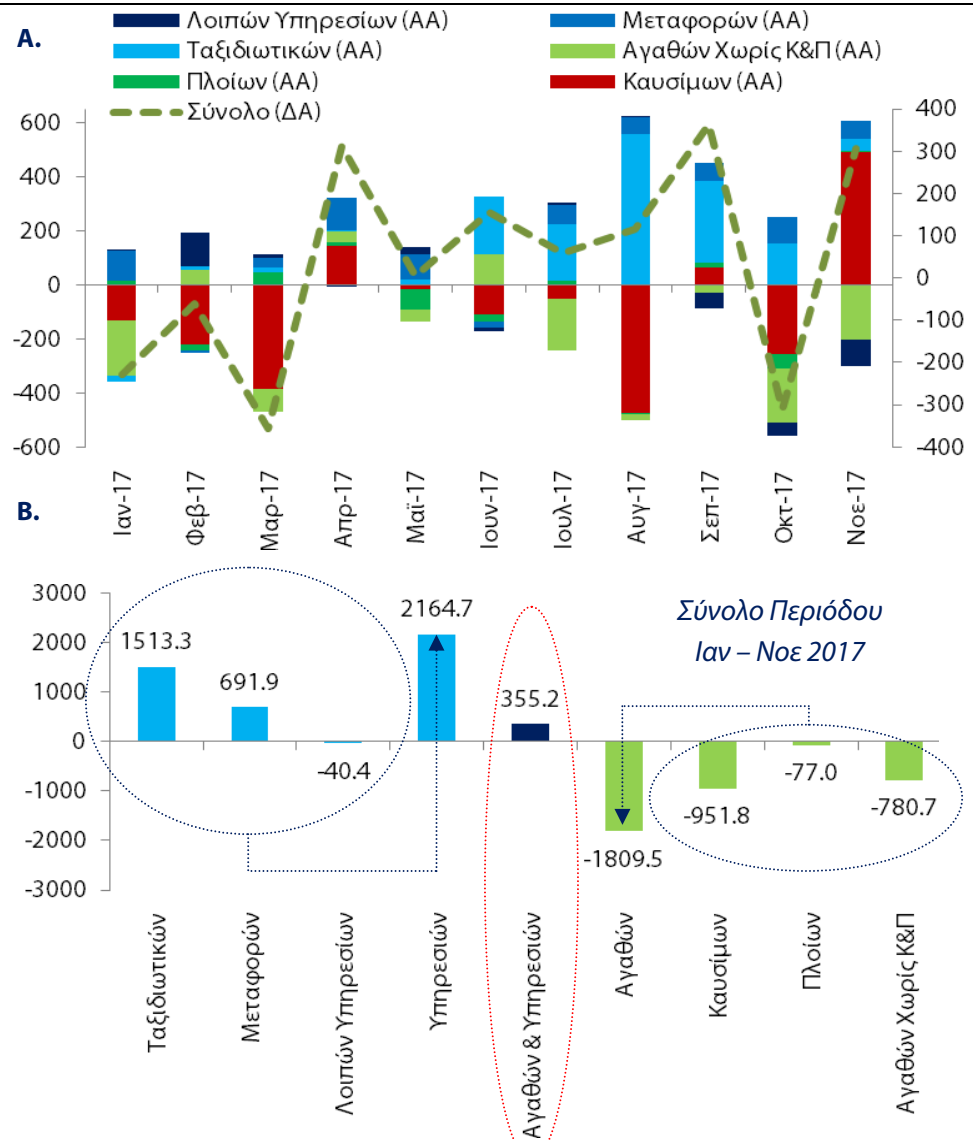 A.
Λοιπών Υπηρεσίων (ΑΑ)
Μεταφορών (ΑΑ)
Ταξιδιωτικών (ΑΑ)
Αγαθών Χωρίς Κ&Π (ΑΑ)
Πλοίων (ΑΑ)
Καυσίμων (ΑΑ)
Σύνολο (ΔΑ)
600
400
200
0
-200
-400
-600
400
300
200
100
0
-100
-200
-300
-400
Ιαν-17
Φεβ-17
Μαρ-17
Απρ-17
Μαϊ-17
Ιουν-17
Ιουλ-17
Αυγ-17
Σεπ-17
Οκτ-17
Νοε-17
B.
3000
2000
1000
0
-1000
-2000
-3000
1513.3
691.9
-40.4
2164.7
355.2
-1809.5
-951.8
-77.0
-780.7
Σύνολο Περιόδου
Ιαν – Νοε 2017
Ταξιδιωτικών
Μεταφορών
Λοιπών Υπηρεσίων
Υπηρεσιών
Αγαθών & Υπηρεσιών
Αγαθών
Καυσίμων
Πλοίων
Αγαθών Χωρίς Κ&Π